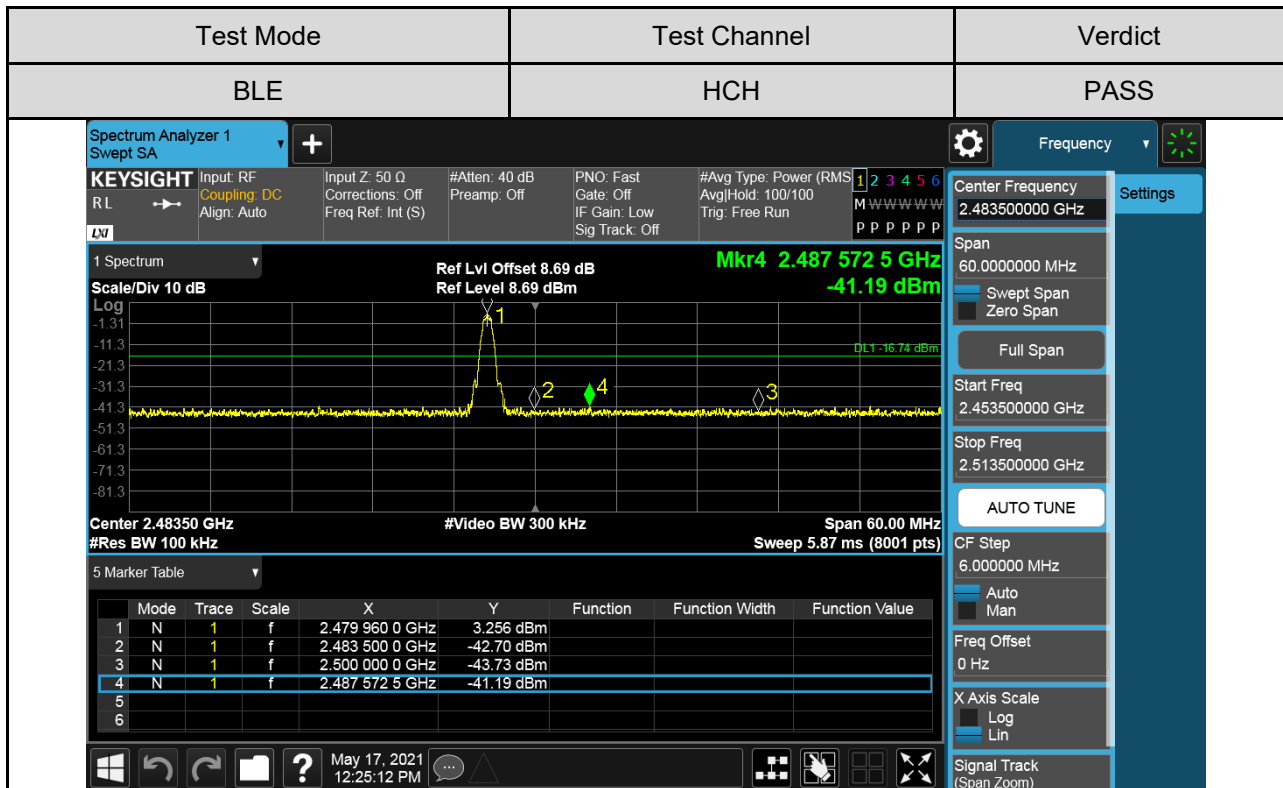 Test Mode Test Channel Verdict
BLE HCH PASS
Spectrum Analyzer 1
Swept SA
+
Frequency
KEYSIGHT
RL
LXI
Input: RF
Coupling: DC
Align: Auto
Input Z: 50 Ω
Corrections: Off
Freq Ref: Int (S)
#Atten: 40 dB
Preamp: Off
PNO: Fast
Gate: Off
IF Gain: Low
Sig Track: Off
#Avg Type: Power (RMS
Avg|Hold: 100/100
Trig: Free Run
1 2 3 4 5 6
M W W W W W
P P P P P P
1 Spectrum
Scale/Div 10 dB
Ref Lvl Offset 8.69 dB
Ref Level 8.69 dBm
Mkr4 2.487 572 5 GHz
-41.19 dBm
Log
-1.31
-11.3
-21.3
-31.3
-41.3
-51.3
-61.3
-71.3
-81.3
1
DL1 -16.74 dBm
2
4
3
Center 2.48350 GHz #Video BW 300 kHz Span 60.00 MHz
#Res BW 100 kHz Sweep 5.87 ms (8001 pts)
5 Marker Table
Mode Trace Scale X Y Function Function Width Function Value
1 N 1 f 2.479 960 0 GHz 3.256 dBm
2 N 1 f 2.483 500 0 GHz -42.70 dBm
3 N 1 f 2.500 000 0 GHz -43.73 dBm
4 N 1 f 2.487 572 5 GHz -41.19 dBm
5
6
?
May 17, 2021
12:25:12 PM
Center Frequency
2.483500000 GHz
Settings
Span
60.0000000 MHz
Swept Span
Zero Span
Full Span
Start Freq
2.453500000 GHz
Stop Freq
2.513500000 GHz
AUTO TUNE
CF Step
6.000000 MHz
Auto
Man
Freq Offset
0 Hz
X Axis Scale
Log
Lin
Signal Track
(Span Zoom)